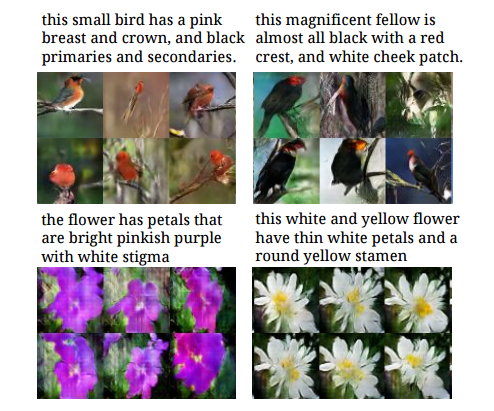 this small bird has a pink
breast and crown, and black
primaries and secondaries.
this magnificent fellow is
almost all black with a red
crest, and white cheek patch.
the flower has petals that
are bright pinkish purple
with white stigma
this white and yellow flower
have thin white petals and a
round yellow stamen